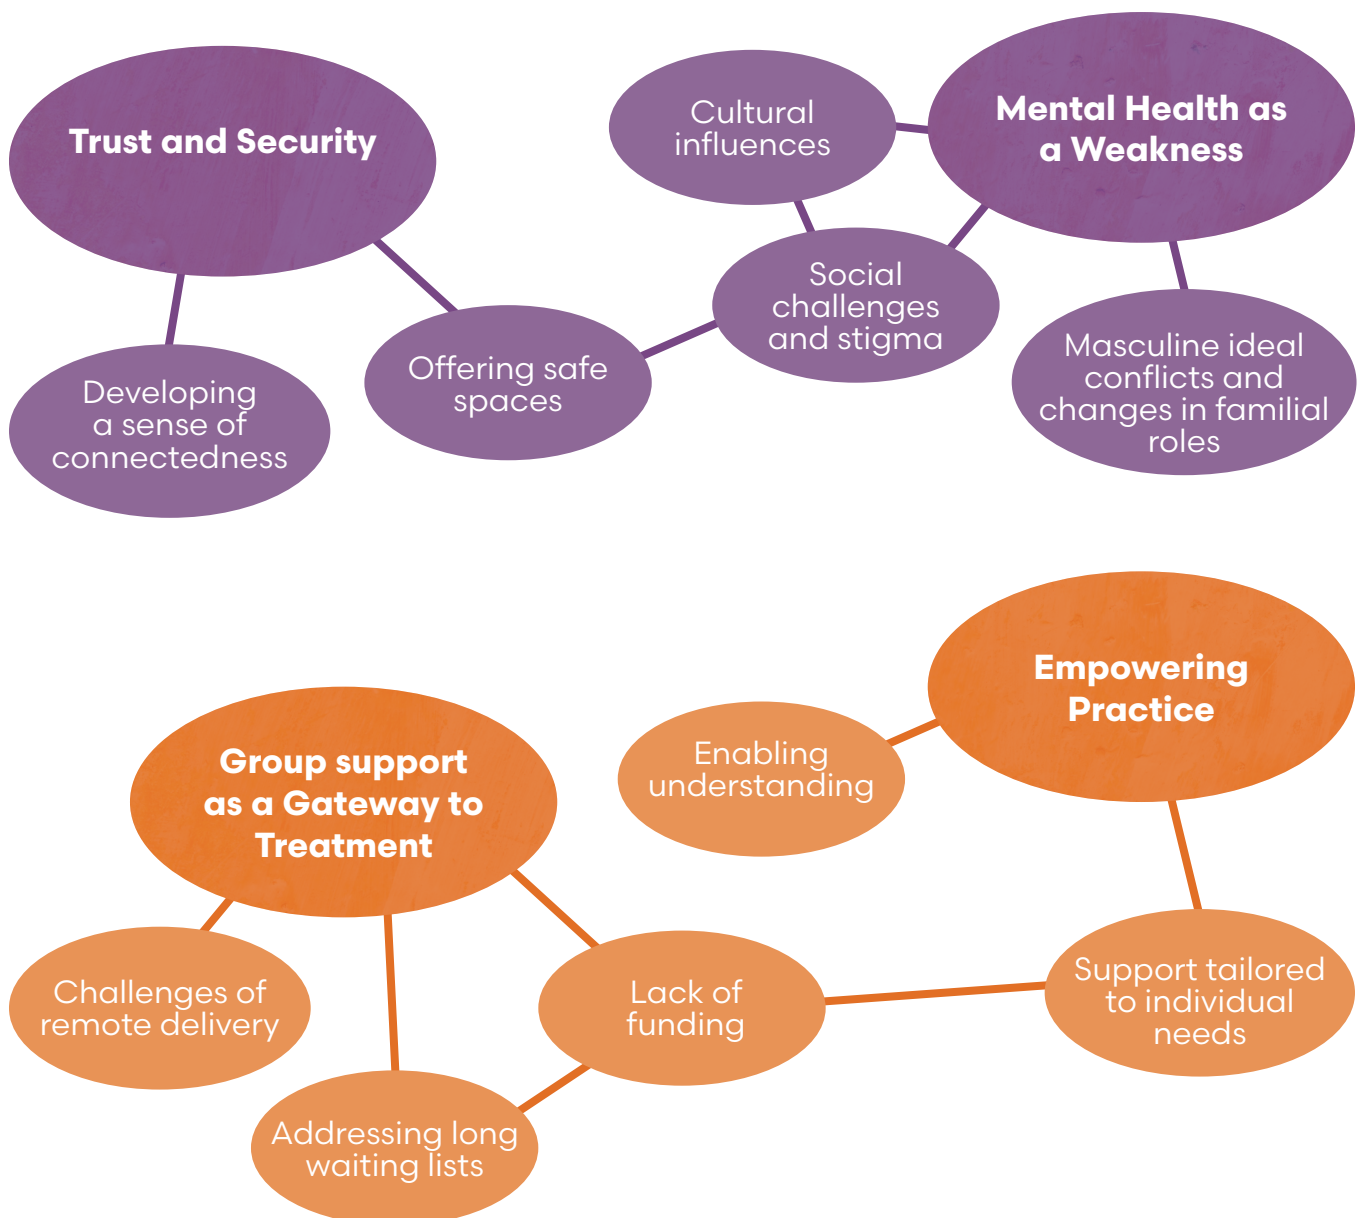 Trust and Security
Cultural
influences
Mental Health as
a Weakness
Developing
a sense of
connectedness
Offering safe
spaces
Social
challenges
and stigma
Masculine ideal
conflicts and
changes in familial
roles
Group support
as a Gateway to
Treatment
Enabling
understanding
Empowering
Practice
Challenges of
remote delivery
Addressing long
waiting lists
Lack of
funding
Support tailored
to individual
needs